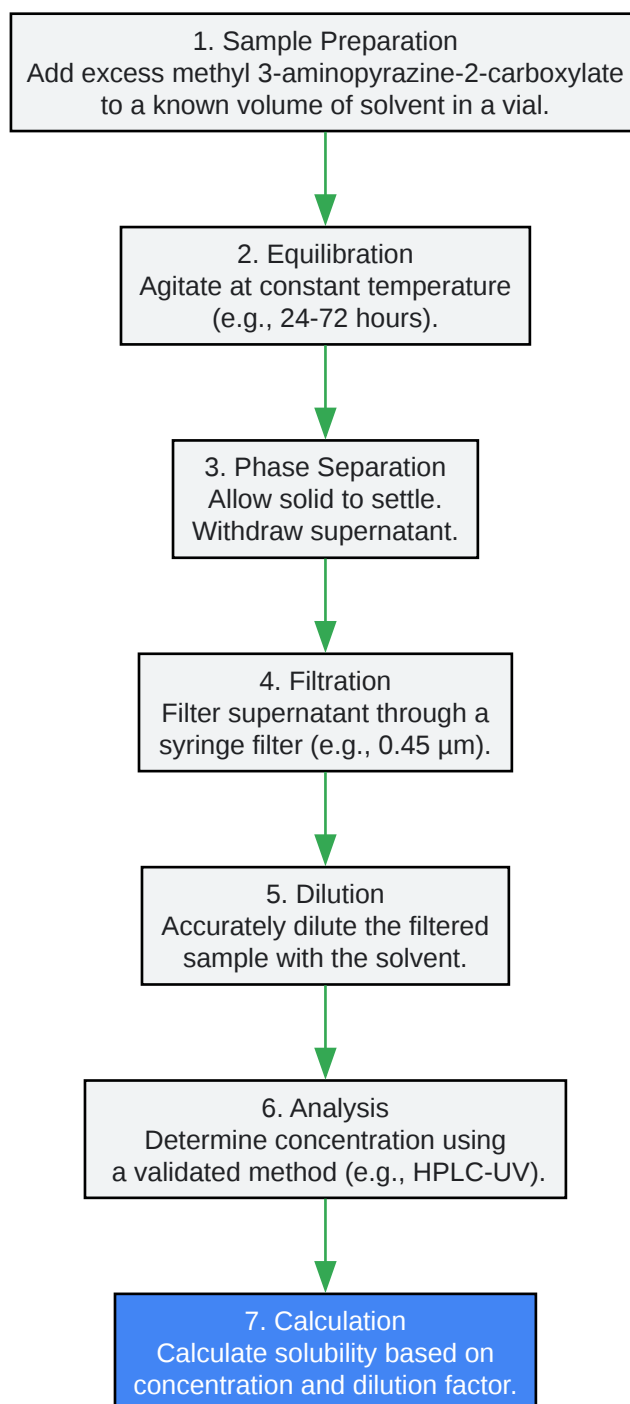 1. Sample Preparation
Add excess methyl 3-aminopyrazine-2-carboxylate
to a known volume of solvent in a vial.
2. Equilibration
Agitate at constant temperature
(e.g., 24-72 hours).
3. Phase Separation
Allow solid to settle.
Withdraw supernatant.
4. Filtration
Filter supernatant through a
syringe filter (e.g., 0.45 µm).
5. Dilution
Accurately dilute the filtered
sample with the solvent.
6. Analysis
Determine concentration using
a validated method (e.g., HPLC-UV).
7. Calculation
Calculate solubility based on
concentration and dilution factor.